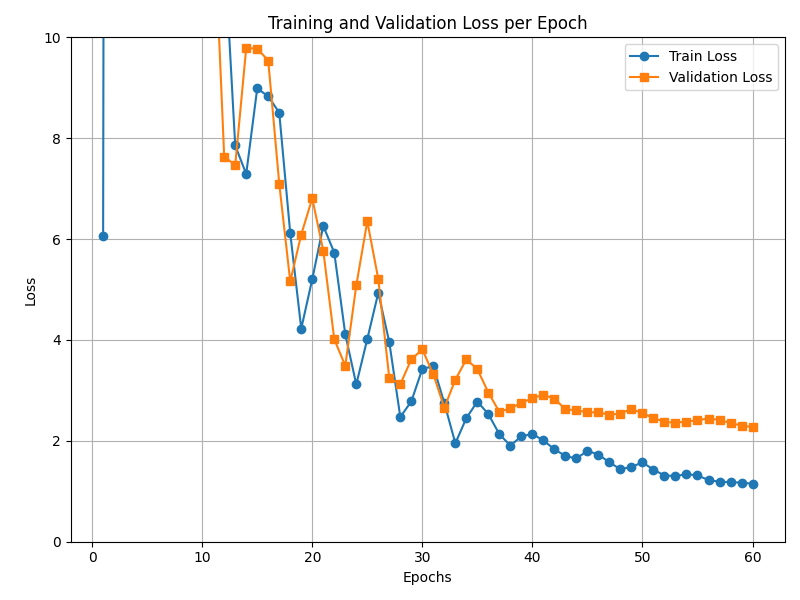 Training and Validation Loss per Epoch
Train Loss
Validation Loss
10
8
6
4
2
0
Loss
0 10 20 30 40 50 60
Epochs